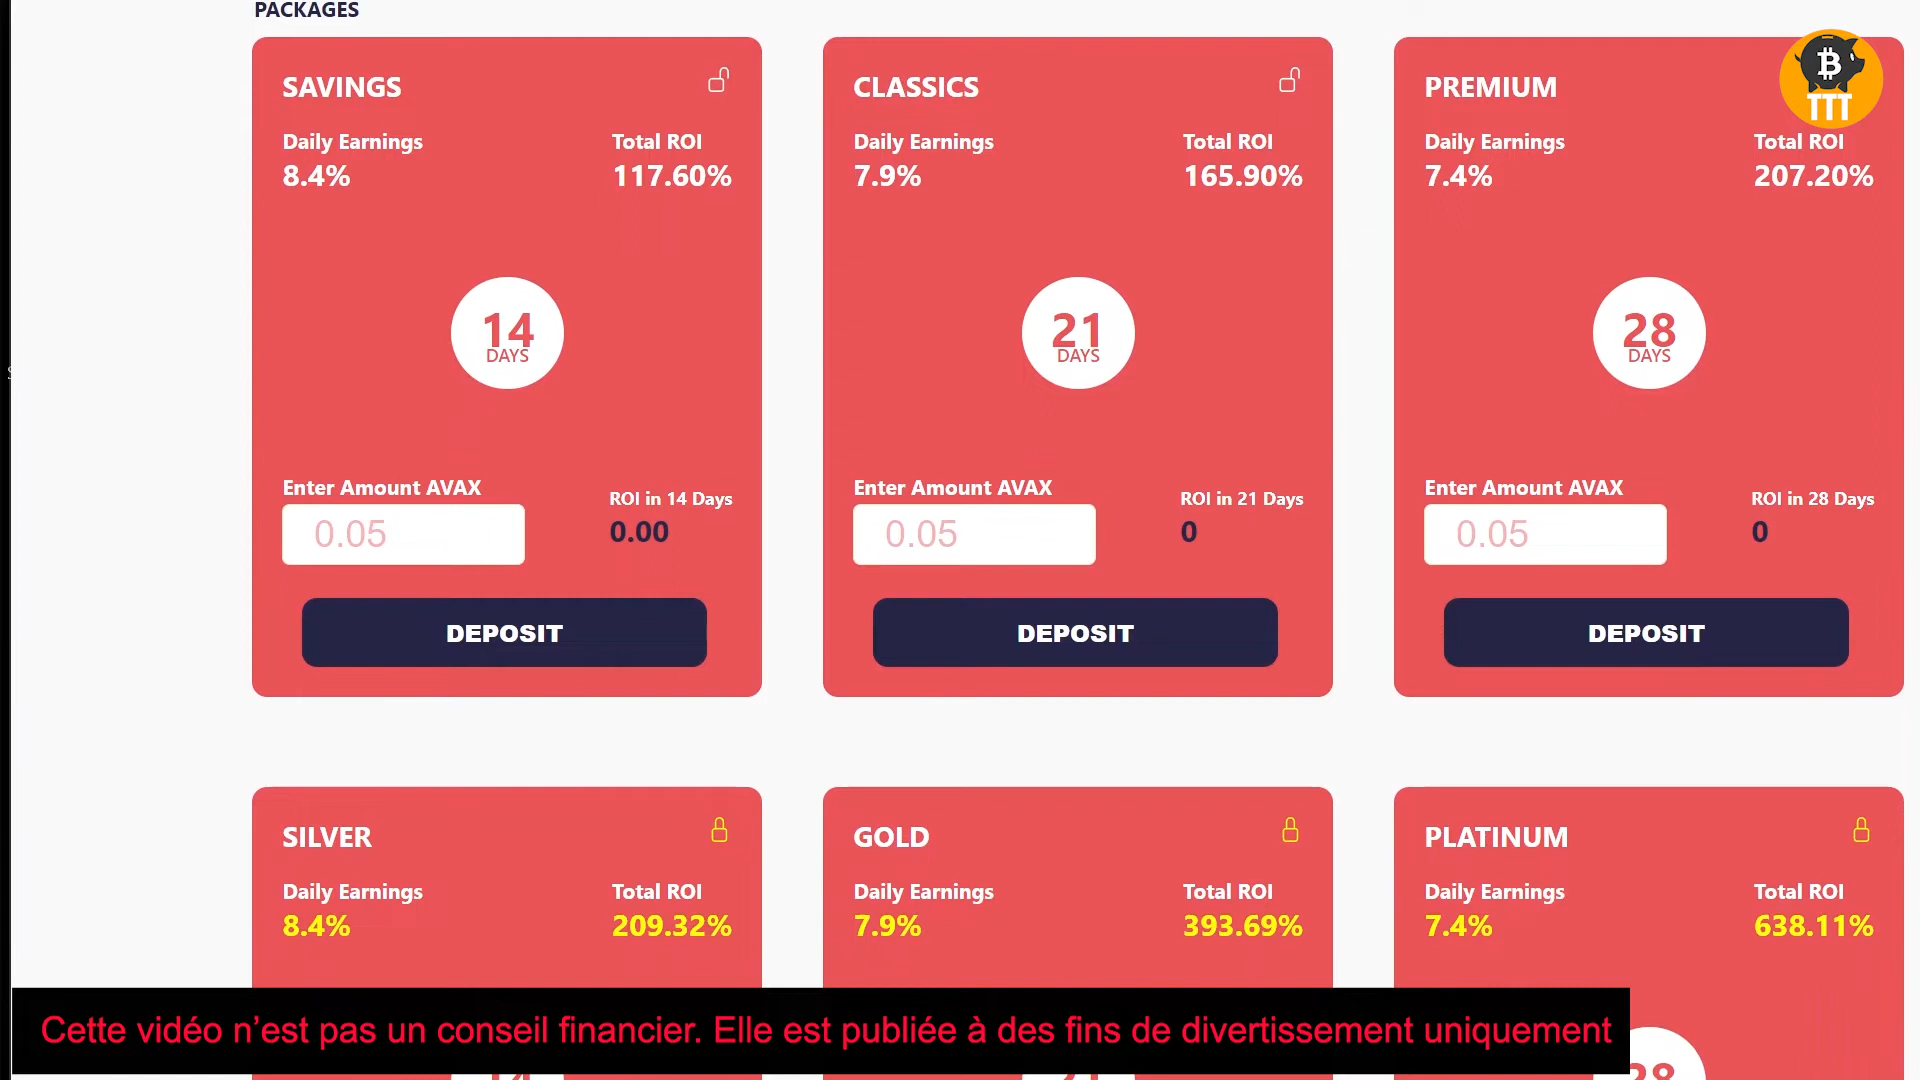 PACKAGES
SAVINGS
Daily Earnings Total ROI
8.4% 117.60%
14
DAYS
Enter Amount AVAX
ROI in 14 Days
0.05
0.00
DEPOSIT
CLASSICS
Daily Earnings Total ROI
7.9% 165.90%
21
DAYS
Enter Amount AVAX
ROI in 21 Days
0.05
0
DEPOSIT
PREMIUM
B
TTT
Daily Earnings Total ROI
7.4% 207.20%
28
DAYS
Enter Amount AVAX
ROI in 28 Days
0.05
0
DEPOSIT
SILVER
Daily Earnings Total ROI
8.4% 209.32%
GOLD
Daily Earnings Total ROI
7.9% 393.69%
PLATINUM
Daily Earnings Total ROI
7.4% 638.11%
28
Cette vidéo n’est pas un conseil financier. Elle est publiée à des fins de divertissement uniquement